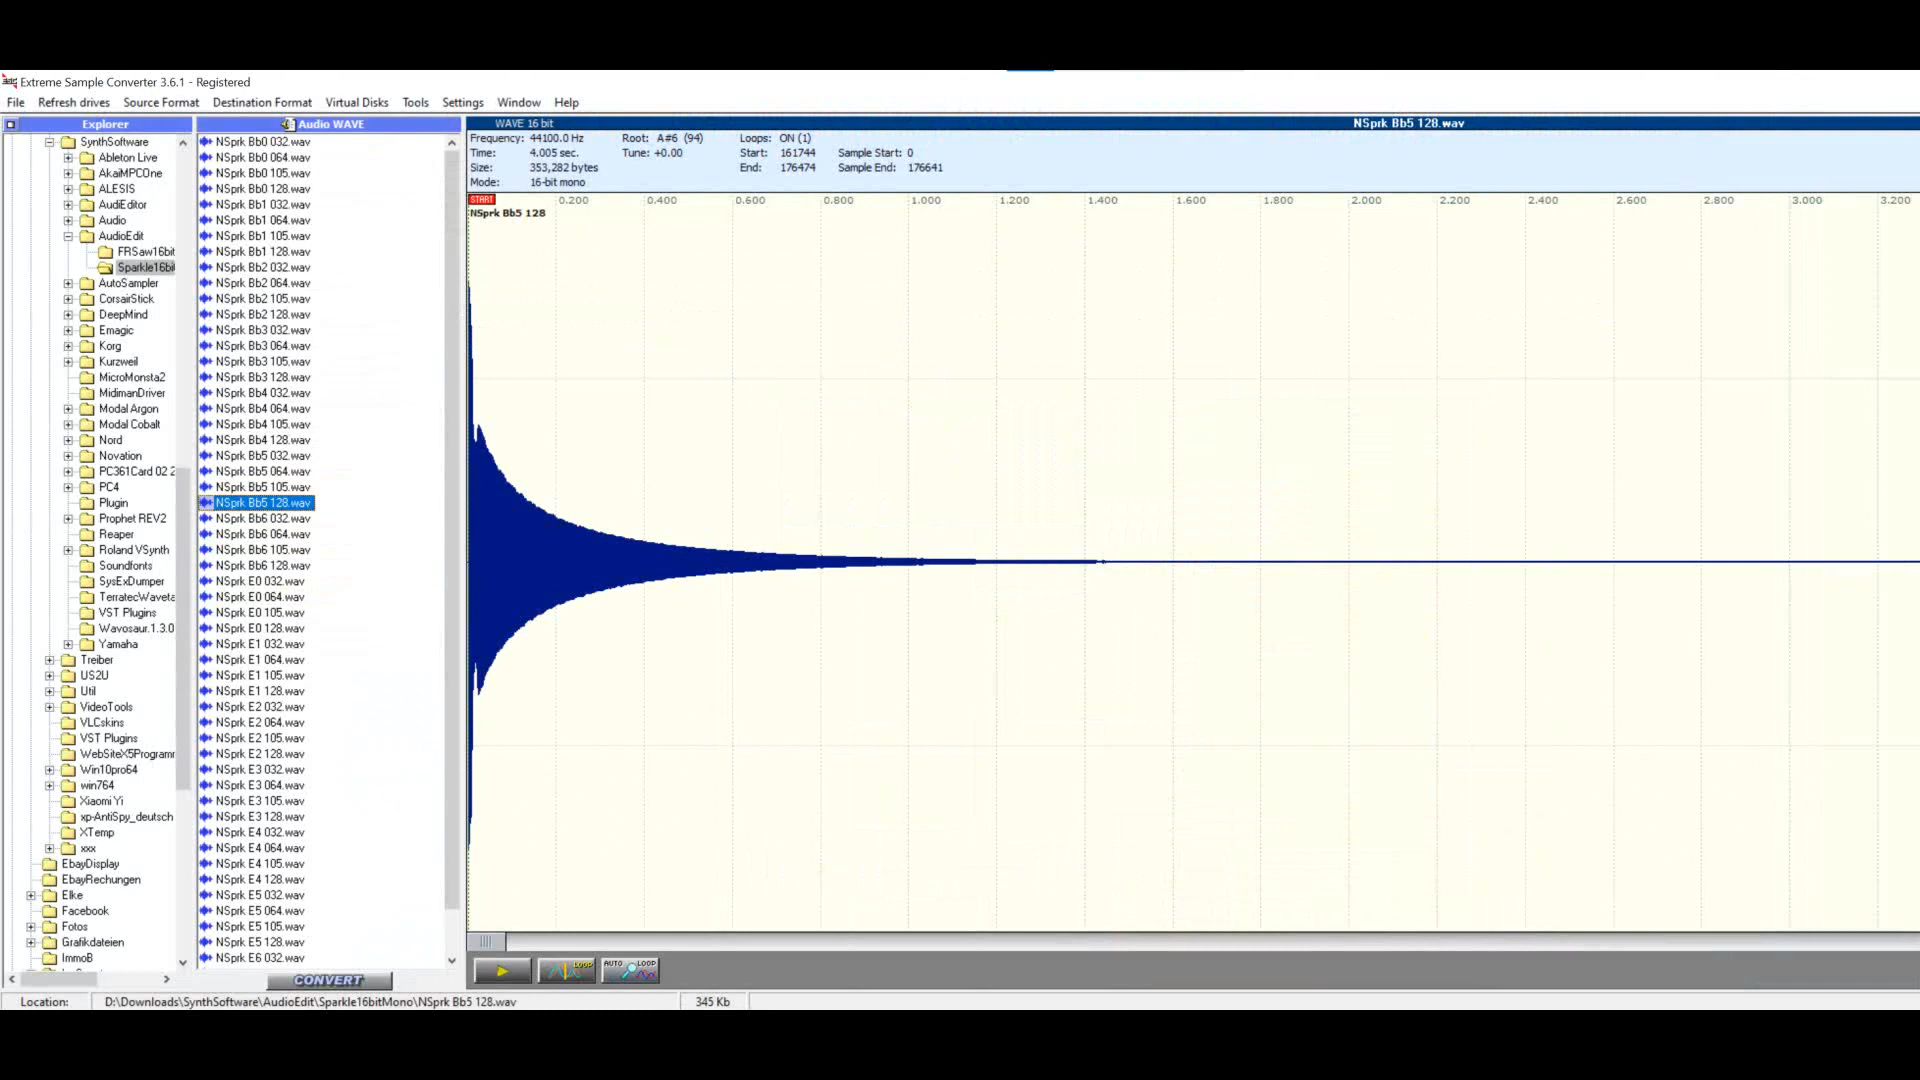 Extreme Sample Converter 3.6.1 - Registered
File Refresh drives Source Format Destination Format Virtual Disks Tools Settings Window Help
Explorer
SynthSoftware
Ableton Live
AkaiMPCOne
ALESIS
AudiEditor
Audio
AudioEdit
FRSaw16bit
Sparkle16bit
AutoSampler
CorsairStick
DeepMind
Emagic
Korg
Kurzweil
MicroMonsta2
MidimanDriver
Modal Argon
Modal Cobalt
Nord
Novation
PC361Card 02 2
PC4
Plugin
Prophet REV2
Reaper
Roland VSynth
Soundfonts
SysExDumper
TerratecWaveta
VST Plugins
Wavosaur.1.3.0
Yamaha
Treiber
US2U
Util
VideoTools
VLCskins
VST Plugins
WebSiteX5Programm
Win10pro64
win764
Xiaomi Yi
xp-AntiSpy_deutsch
XTemp
xxx
EbayDisplay
EbayRechungen
Elke
Facebook
Fotos
Grafikdateien
ImmoB
Audio WAVE
NSprk Bb0 032.wav
NSprk Bb0 064.wav
NSprk Bb0 105.wav
NSprk Bb0 128.wav
NSprk Bb1 032.wav
NSprk Bb1 064.wav
NSprk Bb1 105.wav
NSprk Bb1 128.wav
NSprk Bb2 032.wav
NSprk Bb2 064.wav
NSprk Bb2 105.wav
NSprk Bb2 128.wav
NSprk Bb3 032.wav
NSprk Bb3 064.wav
NSprk Bb3 105.wav
NSprk Bb3 128.wav
NSprk Bb4 032.wav
NSprk Bb4 064.wav
NSprk Bb4 105.wav
NSprk Bb4 128.wav
NSprk Bb5 032.wav
NSprk Bb5 064.wav
NSprk Bb5 105.wav
NSprk Bb5 128.wav
NSprk Bb6 032.wav
NSprk Bb6 064.wav
NSprk Bb6 105.wav
NSprk Bb6 128.wav
NSprk E0 032.wav
NSprk E0 064.wav
NSprk E0 105.wav
NSprk E0 128.wav
NSprk E1 032.wav
NSprk E1 064.wav
NSprk E1 105.wav
NSprk E1 128.wav
NSprk E2 032.wav
NSprk E2 064.wav
NSprk E2 105.wav
NSprk E2 128.wav
NSprk E3 032.wav
NSprk E3 064.wav
NSprk E3 105.wav
NSprk E3 128.wav
NSprk E4 032.wav
NSprk E4 064.wav
NSprk E4 105.wav
NSprk E4 128.wav
NSprk E5 032.wav
NSprk E5 064.wav
NSprk E5 105.wav
NSprk E5 128.wav
NSprk E6 032.wav
CONVERT
WAVE 16 bit NSprk Bb5 128.wav
Frequency: 44100.0 Hz Root: A#6 (94) Loops: ON (1)
Time: 4.005 sec. Tune: +0.00 Start: 161744 Sample Start: 0
Size: 353,282 bytes End: 176474 Sample End: 176641
Mode: 16-bit mono
START 0.200 0.400 0.600 0.800 1.000 1.200 1.400 1.600 1.800 2.000 2.200 2.400 2.600 2.800 3.000 3.200
NSprk Bb5 128
LOOP AUTO LOOP
Location: D:\Downloads\SynthSoftware\AudioEdit\Sparkle16bitMono\NSprk Bb5 128.wav 345 Kb